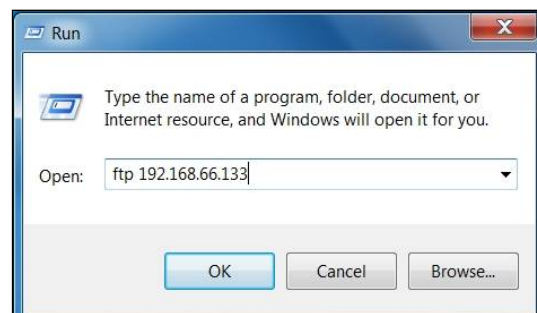 Run
Type the name of a program, folder, document, or
Internet resource, and Windows will open it for you.
Open: ftp 192.168.66.133
OK Cancel Browse...